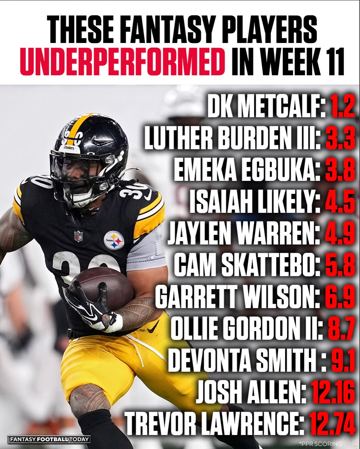 THESE FANTASY PLAYERS
UNDERPERFORMED IN WEEK 11
DK METCALF: 1.2
LUTHER BURDEN III: 3.3
EMEKA EGBUKA: 3.8
ISAIAH LIKELY: 4.5
JAYLEN WARREN: 4.9
CAM SKATTEBO: 5.8
GARRETT WILSON: 6.9
OLLIE GORDON II: 8.7
DEVONTA SMITH : 9.1
JOSH ALLEN: 12.16
TREVOR LAWRENCE: 12.74
30
30
Steelers
FANTASY FOOTBALL TODAY
*PPR SCORING